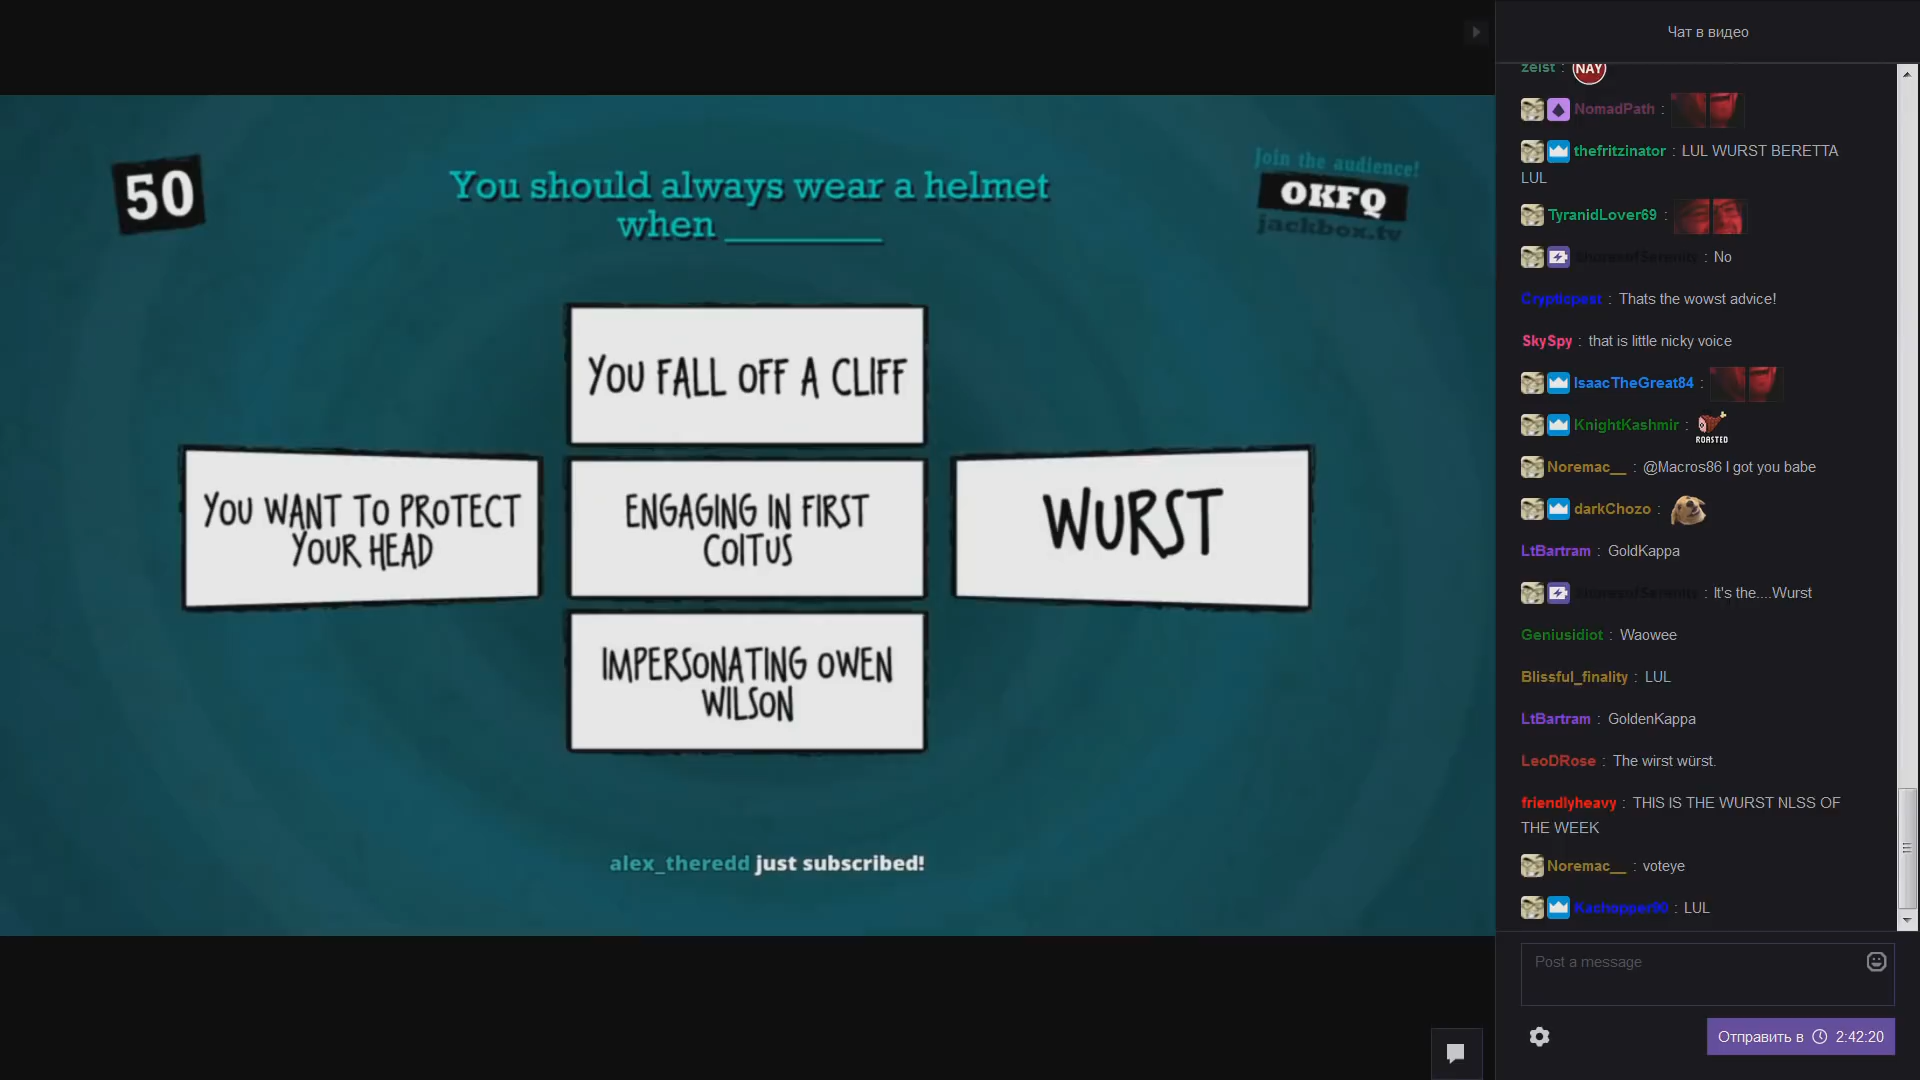 50
You should always wear a helmet
when __________
Join the audience!
OKFQ
jackbox.tv
YOU FALL OFF A CLIFF
YOU WANT TO PROTECT
YOUR HEAD
ENGAGING IN FIRST
COITUS
WURST
IMPERSONATING OWEN
WILSON
alex_theredd just subscribed!
Чат в видео
zeist : NAY
NomadPath :
thefritzinator : LUL WURST BERETTA
LUL
TyranidLover69 :
: No
Crypticpest : Thats the wowst advice!
SkySpy : that is little nicky voice
IsaacTheGreat84 :
KnightKashmir : ROASTED
Noremac__ : @Macros86 I got you babe
darkChozo :
LtBartram : GoldKappa
: It's the....Wurst
Geniusidiot : Waowee
Blissful_finality : LUL
LtBartram : GoldenKappa
LeoDRose : The wirst würst.
friendlyheavy : THIS IS THE WURST NLSS OF
THE WEEK
Noremac__ : voteye
Kachopper90 : LUL
Post a message
Отправить в 2:42:20